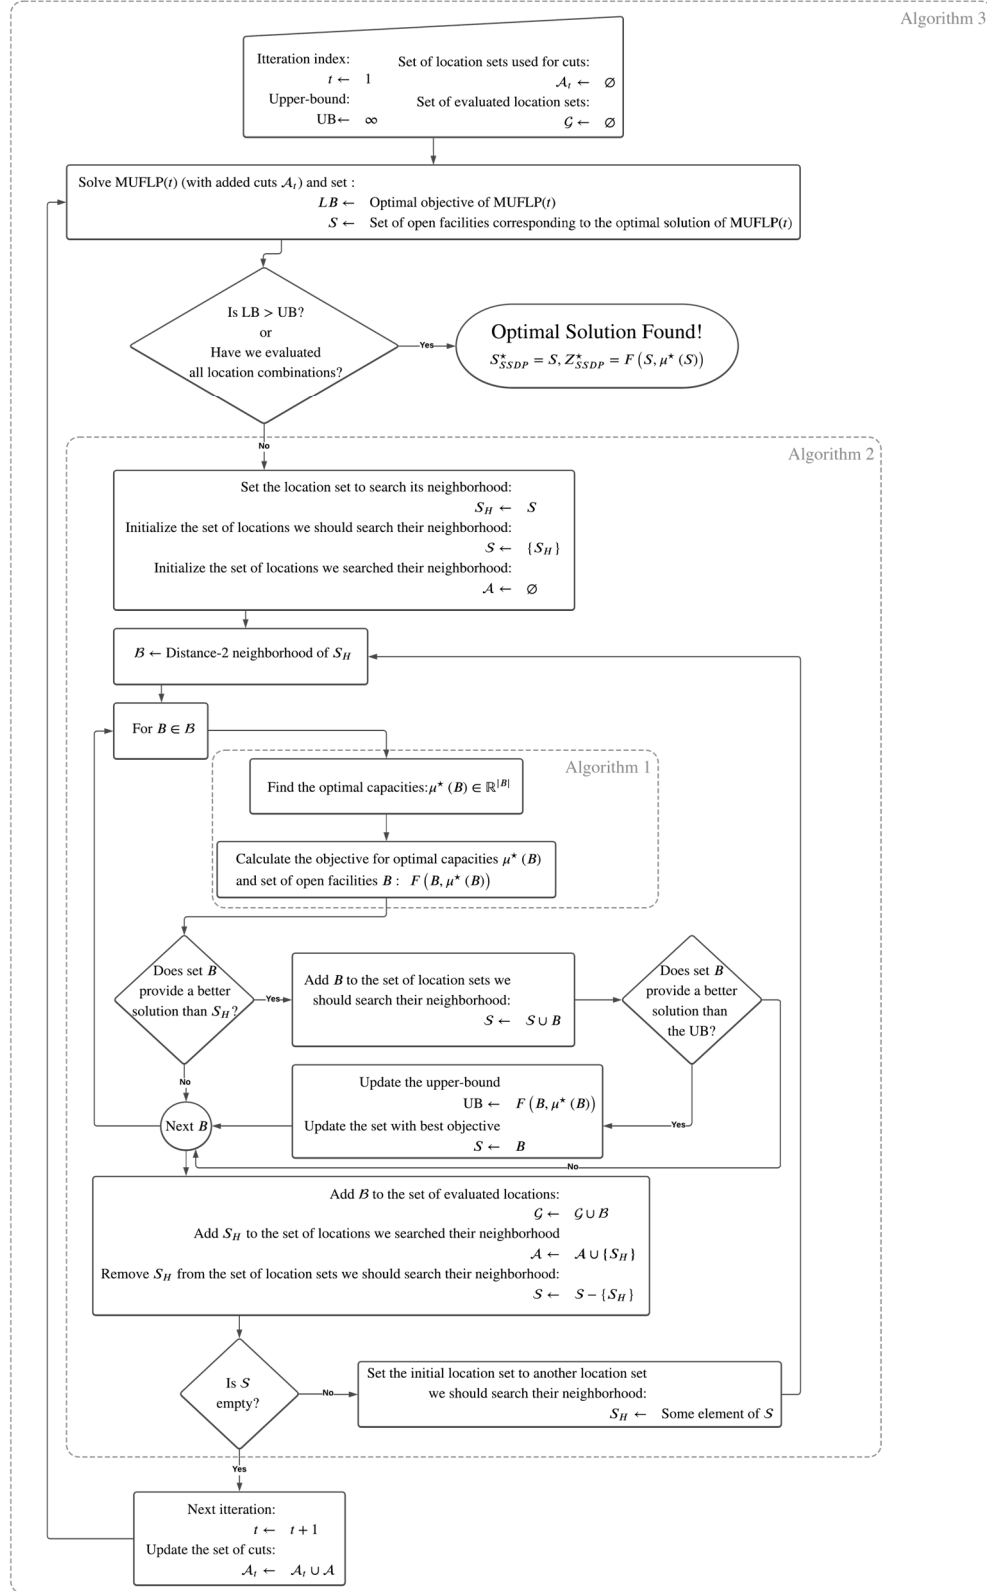 Algorithm 3
Itteration index:
t ← 1
Upper-bound:
UB← ∞
Set of location sets used for cuts:
𝒜ₜ ← ∅
Set of evaluated location sets:
𝒢 ← ∅
Solve MUFLP(t) (with added cuts 𝒜ₜ) and set :
LB ← Optimal objective of MUFLP(t)
S ← Set of open facilities corresponding to the optimal solution of MUFLP(t)
Is LB > UB?
or
Have we evaluated
all location combinations?
Yes
Optimal Solution Found!
S⋆_SSDP = S, Z⋆_SSDP = F(S, μ⋆(S))
No
Algorithm 2
Set the location set to search its neighborhood:
S_H ← S
Initialize the set of locations we should search their neighborhood:
𝒮 ← {S_H}
Initialize the set of locations we searched their neighborhood:
𝒜 ← ∅
ℬ ← Distance-2 neighborhood of S_H
For B ∈ ℬ
Algorithm 1
Find the optimal capacities:μ⋆(B) ∈ ℝ^|B|
Calculate the objective for optimal capacities μ⋆(B)
and set of open facilities B : F(B, μ⋆(B))
Does set B
provide a better
solution than S_H?
Yes
Add B to the set of location sets we
should search their neighborhood:
𝒮 ← 𝒮 ∪ B
Does set B
provide a better
solution than
the UB?
No
Next B
Update the upper-bound
UB ← F(B, μ⋆(B))
Update the set with best objective
S ← B
Yes
No
Add ℬ to the set of evaluated locations:
𝒢 ← 𝒢 ∪ ℬ
Add S_H to the set of locations we searched their neighborhood
𝒜 ← 𝒜 ∪ {S_H}
Remove S_H from the set of location sets we should search their neighborhood:
𝒮 ← 𝒮 − {S_H}
Is 𝒮
empty?
No
Set the initial location set to another location set
we should search their neighborhood:
S_H ← Some element of 𝒮
Yes
Next itteration:
t ← t + 1
Update the set of cuts:
𝒜ₜ ← 𝒜ₜ ∪ 𝒜